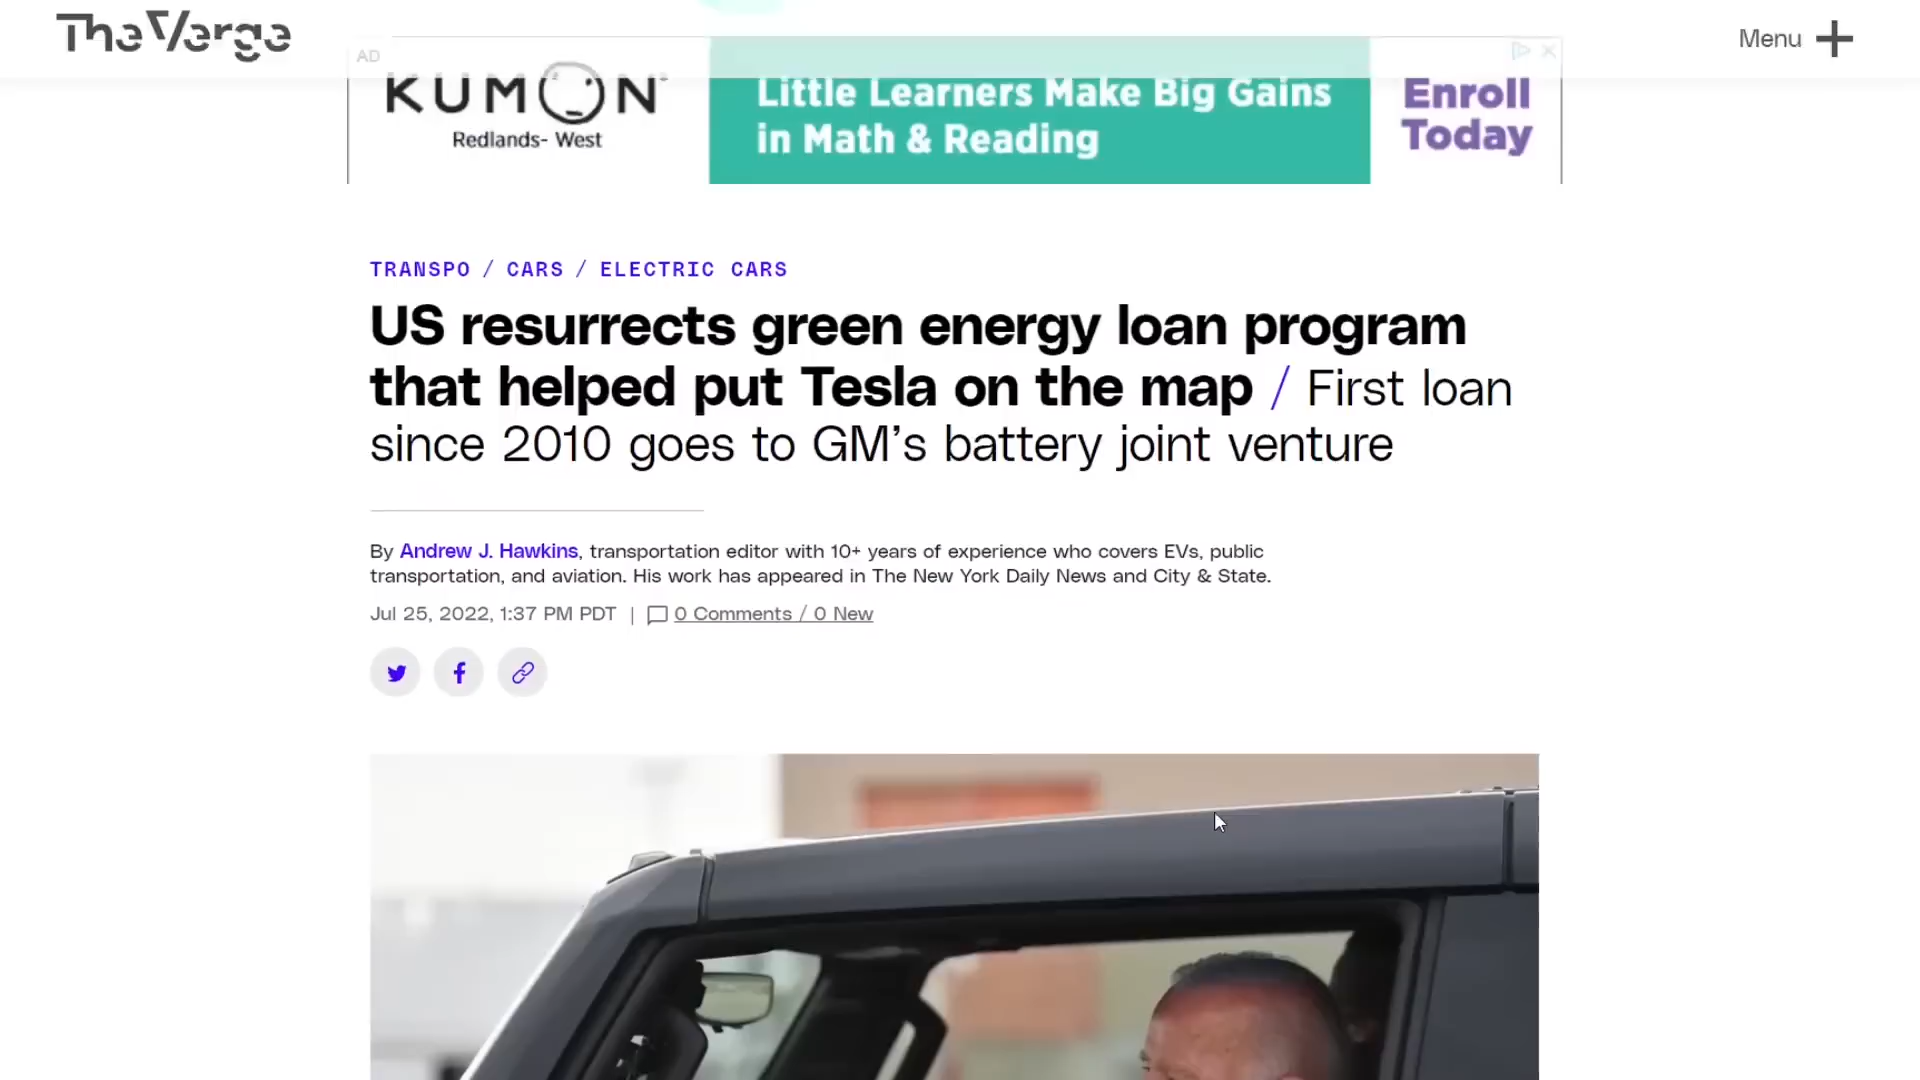 The Verge
Menu
AD
KUMON
Redlands- West
Little Learners Make Big Gains
in Math & Reading
Enroll
Today
TRANSPO / CARS / ELECTRIC CARS
US resurrects green energy loan program
that helped put Tesla on the map / First loan
since 2010 goes to GM’s battery joint venture
By Andrew J. Hawkins, transportation editor with 10+ years of experience who covers EVs, public
transportation, and aviation. His work has appeared in The New York Daily News and City & State.
Jul 25, 2022, 1:37 PM PDT | 0 Comments / 0 New